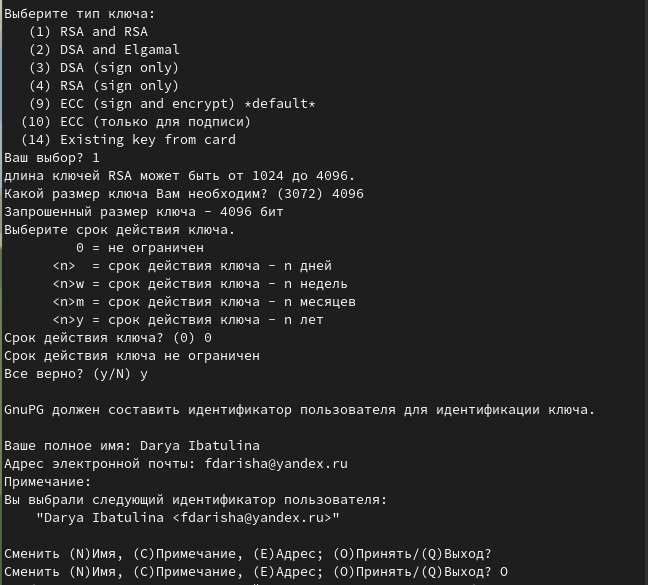 Выберите тип ключа:
   (1) RSA and RSA
   (2) DSA and Elgamal
   (3) DSA (sign only)
   (4) RSA (sign only)
   (9) ECC (sign and encrypt) *default*
  (10) ECC (только для подписи)
  (14) Existing key from card
Ваш выбор? 1
длина ключей RSA может быть от 1024 до 4096.
Какой размер ключа Вам необходим? (3072) 4096
Запрошенный размер ключа - 4096 бит
Выберите срок действия ключа.
         0 = не ограничен
      <n>  = срок действия ключа - n дней
      <n>w = срок действия ключа - n недель
      <n>m = срок действия ключа - n месяцев
      <n>y = срок действия ключа - n лет
Срок действия ключа? (0) 0
Срок действия ключа не ограничен
Все верно? (y/N) y

GnuPG должен составить идентификатор пользователя для идентификации ключа.

Ваше полное имя: Darya Ibatulina
Адрес электронной почты: fdarisha@yandex.ru
Примечание:
Вы выбрали следующий идентификатор пользователя:
    "Darya Ibatulina <fdarisha@yandex.ru>"

Сменить (N)Имя, (C)Примечание, (E)Адрес; (O)Принять/(Q)Выход?
Сменить (N)Имя, (C)Примечание, (E)Адрес; (O)Принять/(Q)Выход? O